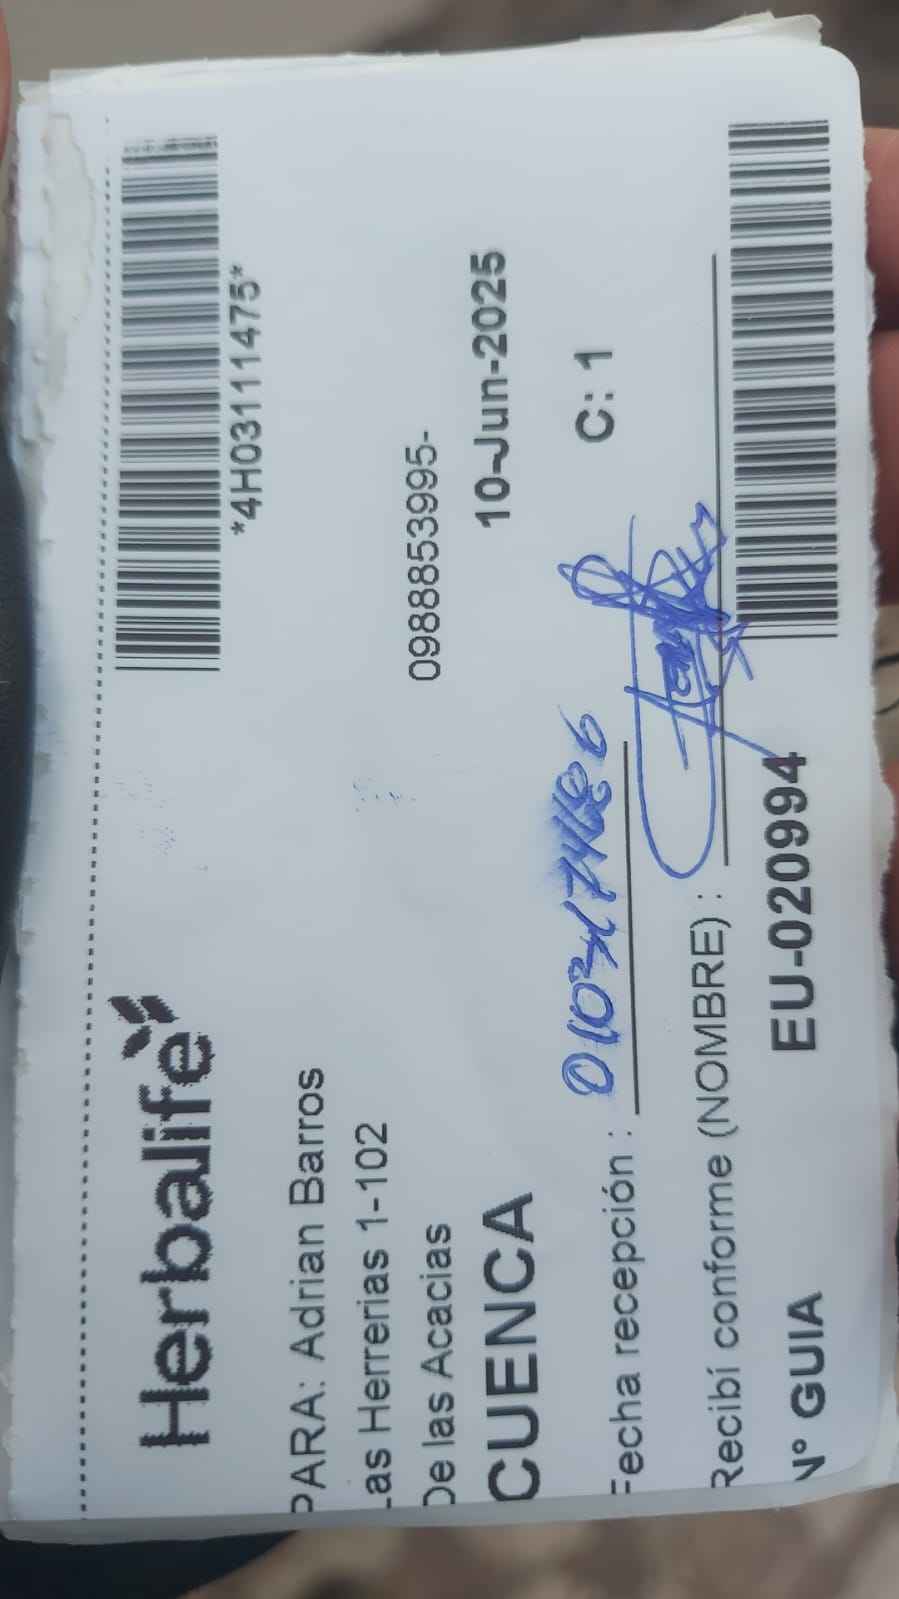 Herbalife
*4H03111475*
PARA: Adrian Barros
Las Herrerias 1-102
De las Acacias
0988853995-
CUENCA
10-Jun-2025
Fecha recepción :
C: 1
Recibí conforme (NOMBRE) :
N° GUIA
EU-020994